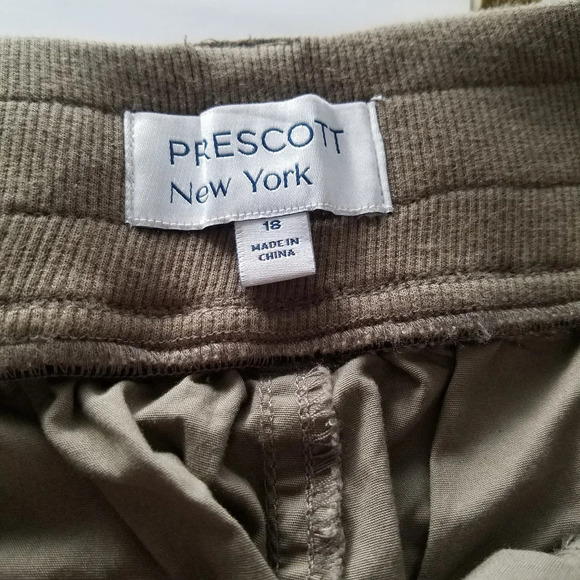 PRESCOTT
New York
18
MADE IN
CHINA